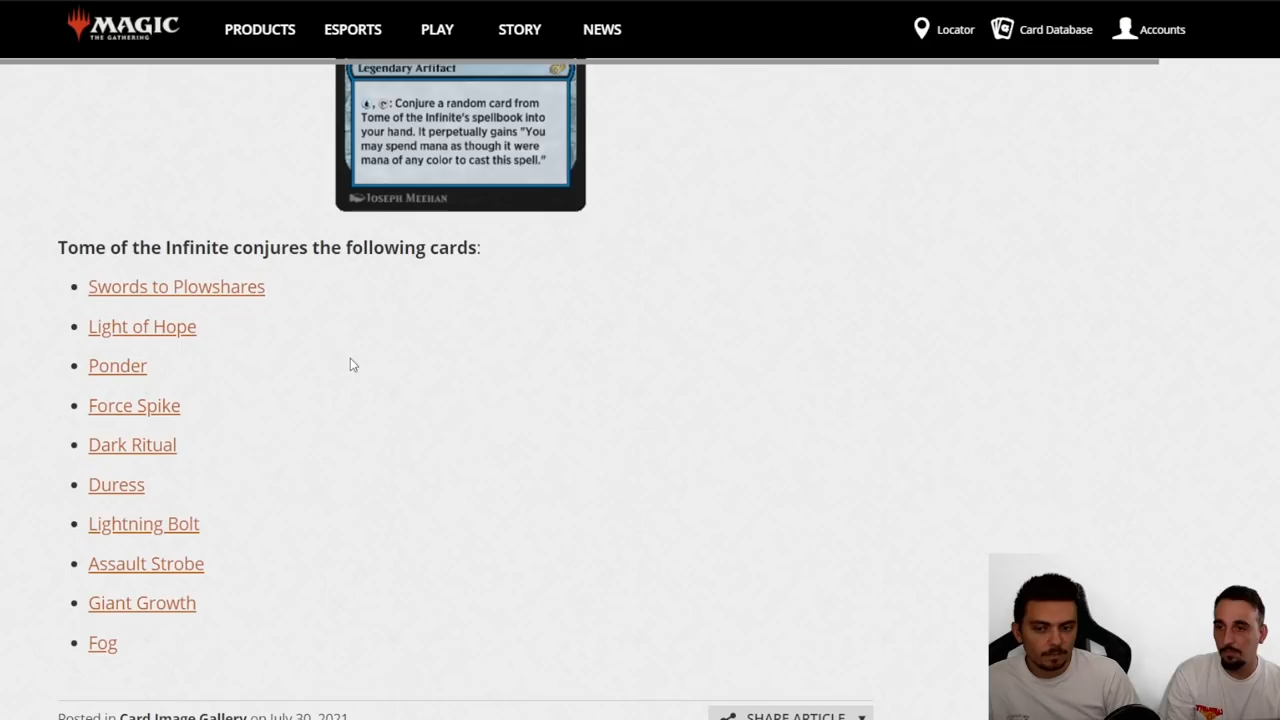 MAGIC
THE GATHERING
PRODUCTS
ESPORTS
PLAY
STORY
NEWS
Locator
Card Database
Accounts
Legendary Artifact
: Conjure a random card from
Tome of the Infinite's spellbook into
your hand. It perpetually gains "You
may spend mana as though it were
mana of any color to cast this spell."
JOSEPH MEEHAN
Tome of the Infinite conjures the following cards:
Swords to Plowshares
Light of Hope
Ponder
Force Spike
Dark Ritual
Duress
Lightning Bolt
Assault Strobe
Giant Growth
Fog
Posted in Card Image Gallery on July 30, 2021
SHARE ARTICLE